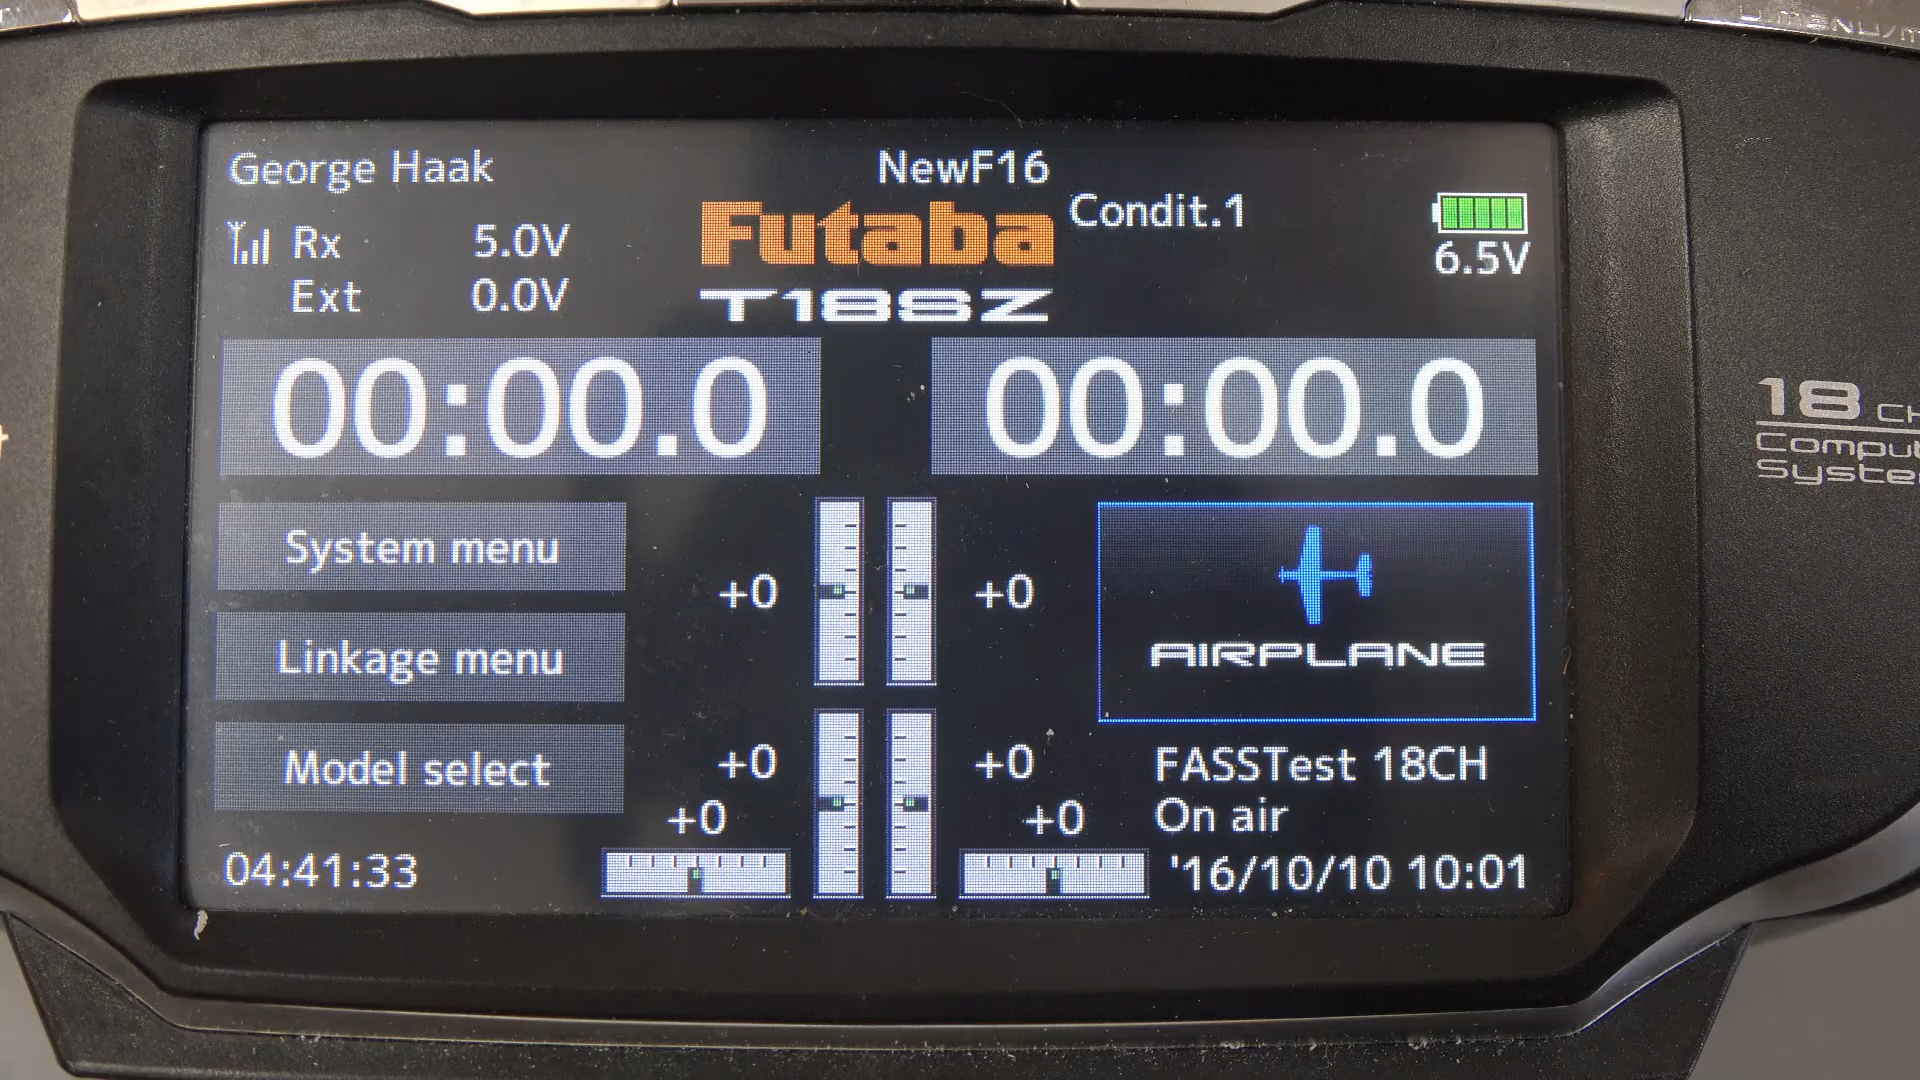 George Haak
NewF16
Condit.1
Rx 5.0V
Ext 0.0V
Futaba
T18SZ
6.5V
00:00.0
00:00.0
System menu
Linkage menu
Model select
+0
+0
+0
+0
+0
+0
AIRPLANE
FASSTest 18CH
On air
04:41:33
'16/10/10 10:01
18 CH